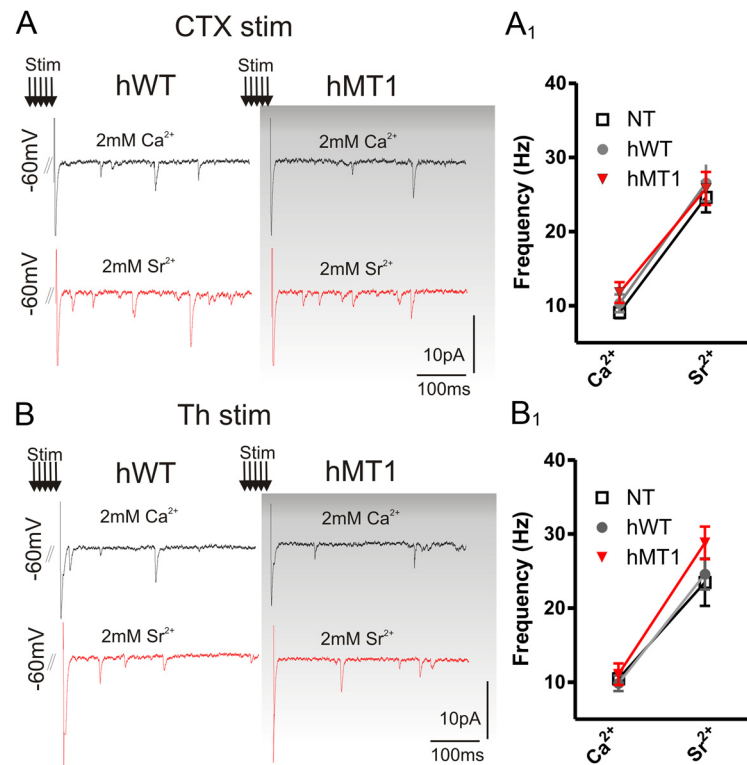 A
CTX stim
Stim
hWT
Stim
hMT1
2mM Ca²⁺
2mM Ca²⁺
-60mV
2mM Sr²⁺
2mM Sr²⁺
-60mV
10pA
100ms
A₁
40
30
20
10
Frequency (Hz)
NT
hWT
hMT1
Ca²⁺
Sr²⁺
B
Th stim
Stim
hWT
Stim
hMT1
2mM Ca²⁺
2mM Ca²⁺
-60mV
2mM Sr²⁺
2mM Sr²⁺
-60mV
10pA
100ms
B₁
40
30
20
10
Frequency (Hz)
NT
hWT
hMT1
Ca²⁺
Sr²⁺